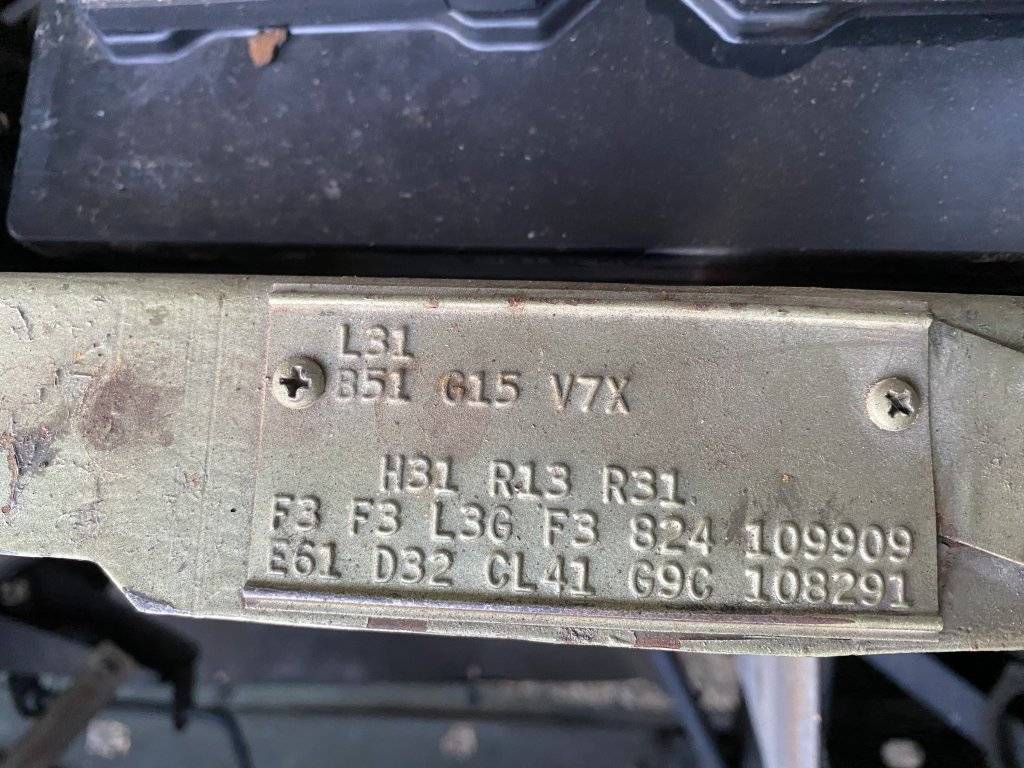 L31
B51 G15 V7X
H31 R13 R31
F3 F3 L3G F3 824 109909
E61 D32 CL41 G9C 108291